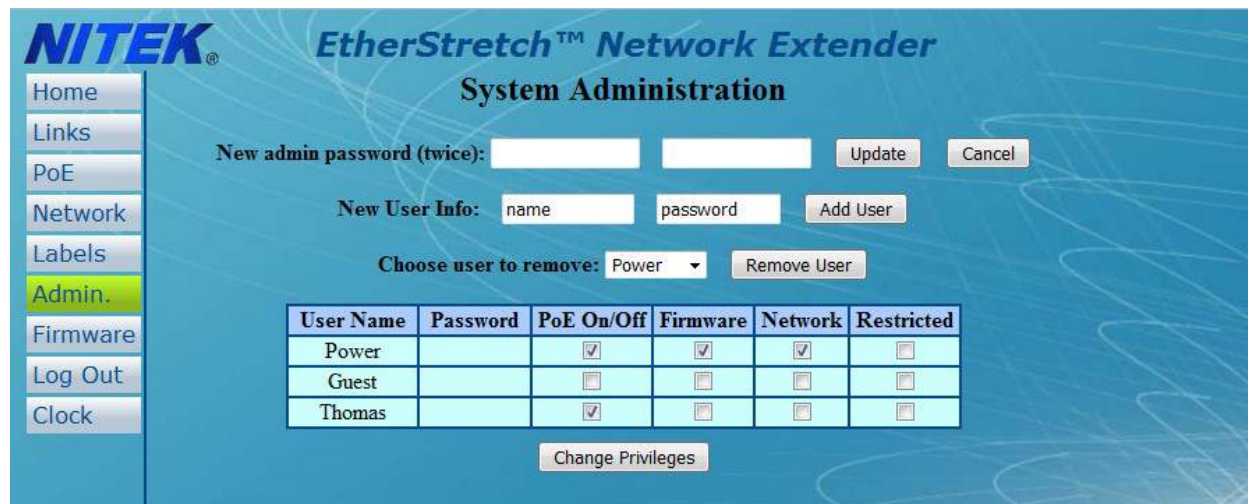 NITEK®
EtherStretch™ Network Extender
System Administration
Home
Links
PoE
Network
Labels
Admin.
Firmware
Log Out
Clock
New admin password (twice): Update Cancel
New User Info: name password Add User
Choose user to remove: Power Remove User
User Name Password PoE On/Off Firmware Network Restricted
Power
Guest
Thomas
Change Privileges